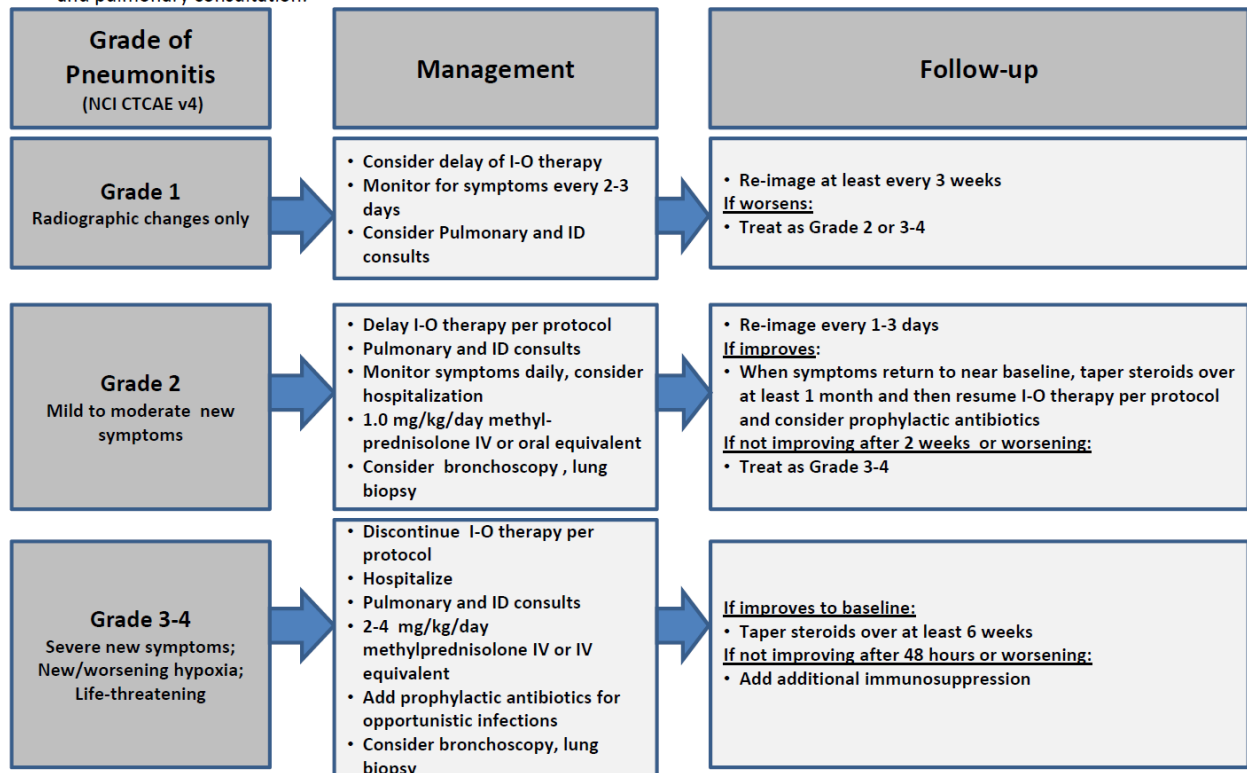 and pulmonary consultation.
Grade of
Pneumonitis
(NCI CTCAE v4)
Management
Follow-up
Grade 1
Radiographic changes only
• Consider delay of I-O therapy
• Monitor for symptoms every 2-3
days
• Consider Pulmonary and ID
consults
• Re-image at least every 3 weeks
If worsens:
• Treat as Grade 2 or 3-4
Grade 2
Mild to moderate new
symptoms
• Delay I-O therapy per protocol
• Pulmonary and ID consults
• Monitor symptoms daily, consider
hospitalization
• 1.0 mg/kg/day methyl-
prednisolone IV or oral equivalent
• Consider bronchoscopy , lung
biopsy
• Re-image every 1-3 days
If improves:
• When symptoms return to near baseline, taper steroids over
at least 1 month and then resume I-O therapy per protocol
and consider prophylactic antibiotics
If not improving after 2 weeks or worsening:
• Treat as Grade 3-4
Grade 3-4
Severe new symptoms;
New/worsening hypoxia;
Life-threatening
• Discontinue I-O therapy per
protocol
• Hospitalize
• Pulmonary and ID consults
• 2-4 mg/kg/day
methylprednisolone IV or IV
equivalent
• Add prophylactic antibiotics for
opportunistic infections
• Consider bronchoscopy, lung
biopsy
If improves to baseline:
• Taper steroids over at least 6 weeks
If not improving after 48 hours or worsening:
• Add additional immunosuppression